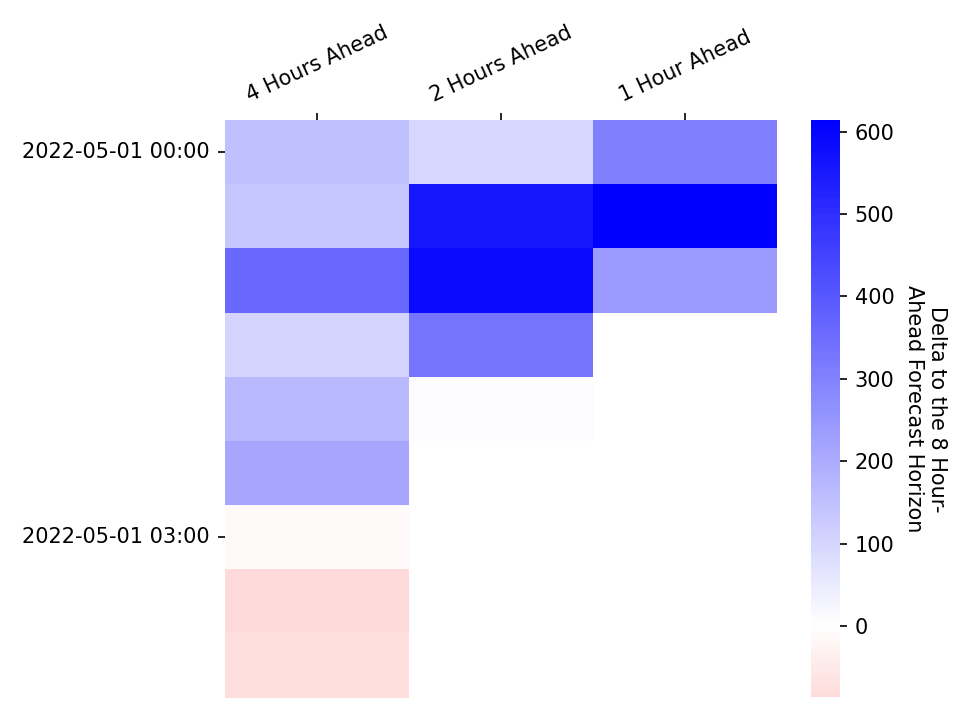 4 Hours Ahead
2 Hours Ahead
1 Hour Ahead
2022-05-01 00:00
2022-05-01 03:00
600
500
400
300
200
100
0
Delta to the 8 Hour-
Ahead Forecast Horizon